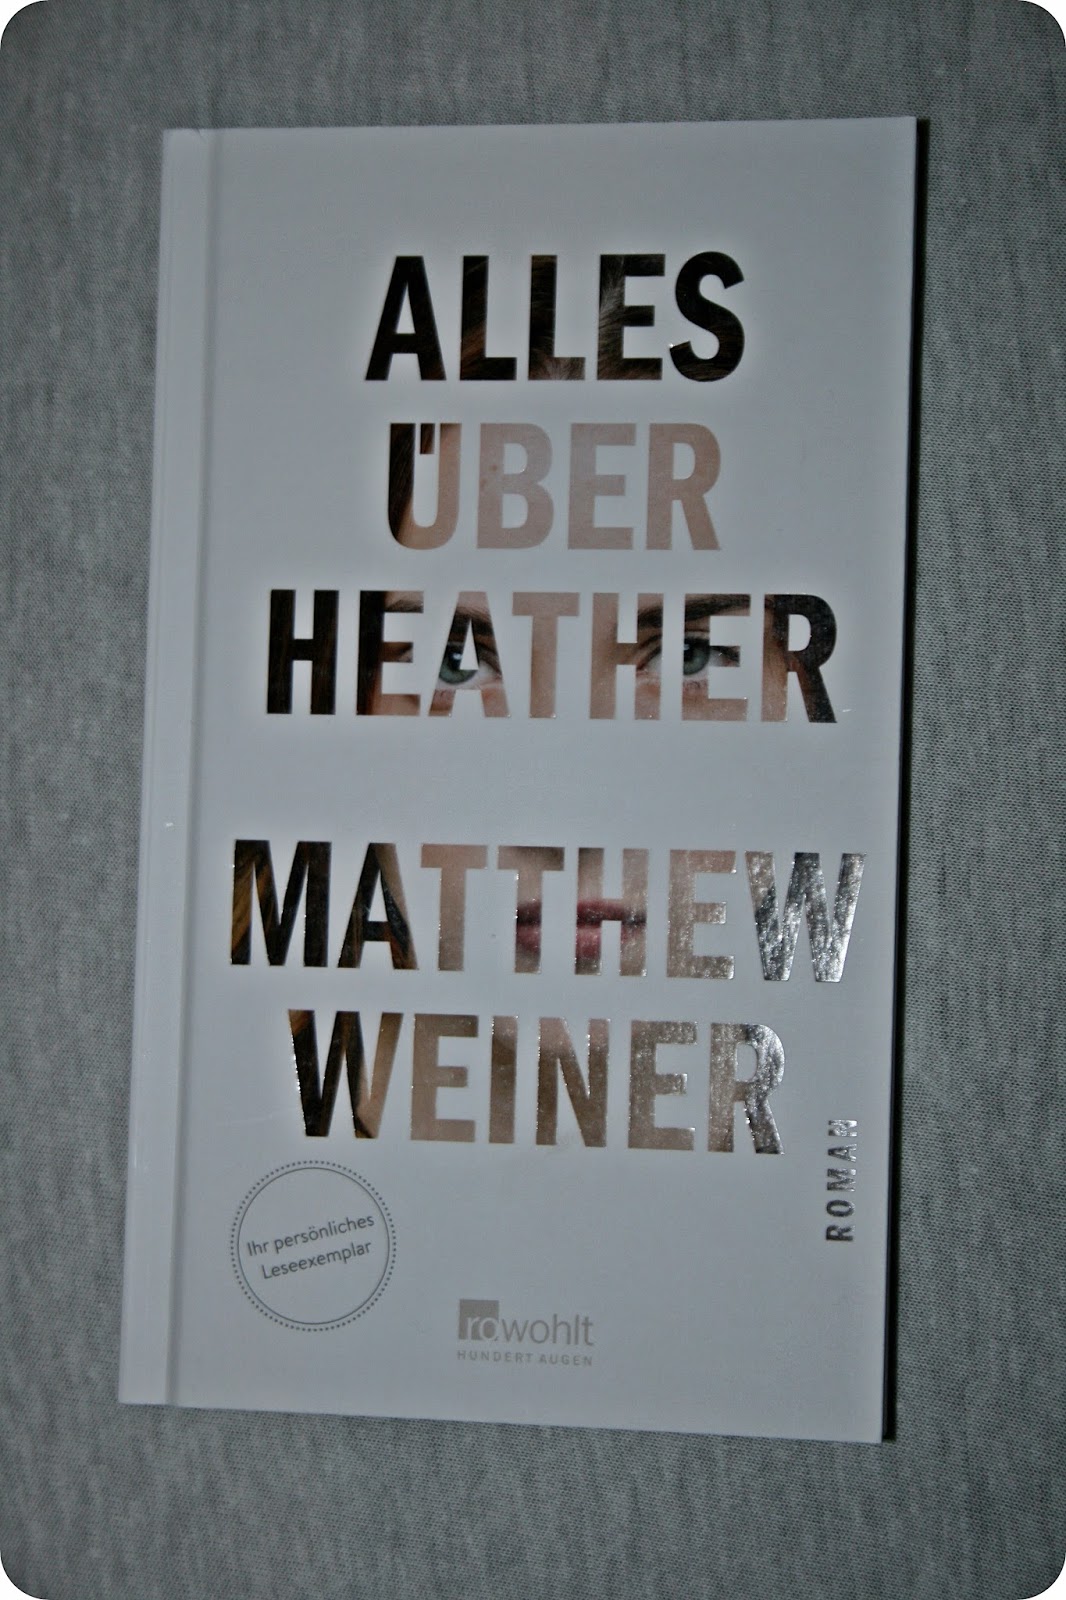 ALLES
ÜBER
HEATHER
MATTHEW
WEINER
ROMAN
Ihr persönliches
Leseexemplar
rowohlt
HUNDERT AUGEN